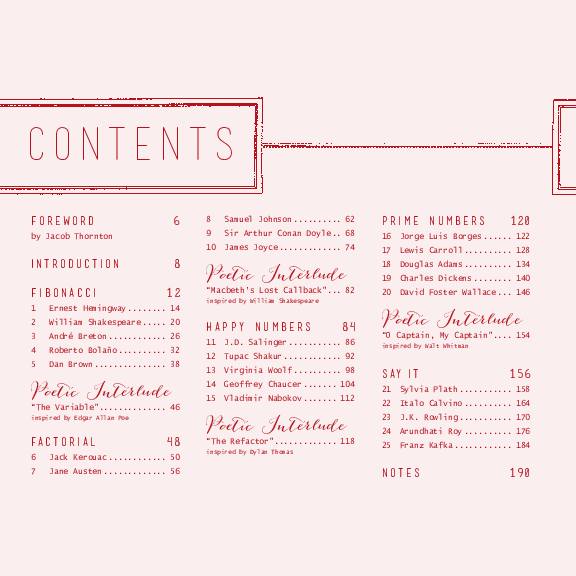 CONTENTS
FOREWORD 6
by Jacob Thornton
INTRODUCTION 8
FIBONACCI 12
1 Ernest Hemingway........ 14
2 William Shakespeare..... 20
3 André Breton............ 26
4 Roberto Bolaño.......... 32
5 Dan Brown............... 38
Poetic Interlude
"The Variable"............ 46
inspired by Edgar Allan Poe
FACTORIAL 48
6 Jack Kerouac............ 50
7 Jane Austen............. 56
8 Samuel Johnson.......... 62
9 Sir Arthur Conan Doyle.. 68
10 James Joyce............. 74
Poetic Interlude
"Macbeth's Lost Callback"... 82
inspired by William Shakespeare
HAPPY NUMBERS 84
11 J.D. Salinger........... 86
12 Tupac Shakur............ 92
13 Virginia Woolf.......... 98
14 Geoffrey Chaucer....... 104
15 Vladimir Nabokov....... 112
Poetic Interlude
"The Refactor"............ 118
inspired by Dylan Thomas
PRIME NUMBERS 120
16 Jorge Luis Borges...... 122
17 Lewis Carroll.......... 128
18 Douglas Adams.......... 134
19 Charles Dickens........ 140
20 David Foster Wallace... 146
Poetic Interlude
"O Captain, My Captain".... 154
inspired by Walt Whitman
SAY IT 156
21 Sylvia Plath........... 158
22 Italo Calvino.......... 164
23 J.K. Rowling........... 170
24 Arundhati Roy.......... 176
25 Franz Kafka............ 184
NOTES 190